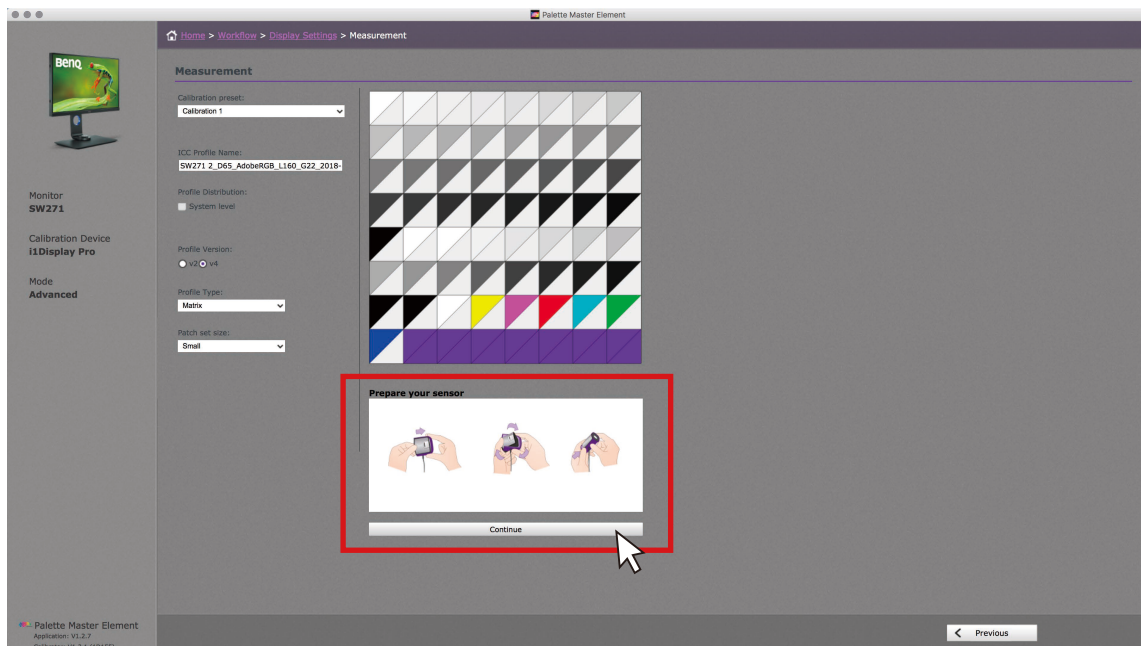 Palette Master Element
Home > Workflow > Display Settings > Measurement
BenQ
Measurement
Calibration preset:
Calibration 1
ICC Profile Name:
SW271 2_D65_AdobeRGB_L160_G22_2018-
Profile Distribution:
System level
Profile Version:
v2 v4
Profile Type:
Matrix
Patch set size:
Small
Monitor
SW271
Calibration Device
i1Display Pro
Mode
Advanced
Prepare your sensor
Continue
Palette Master Element
Application: V1.2.7
Previous